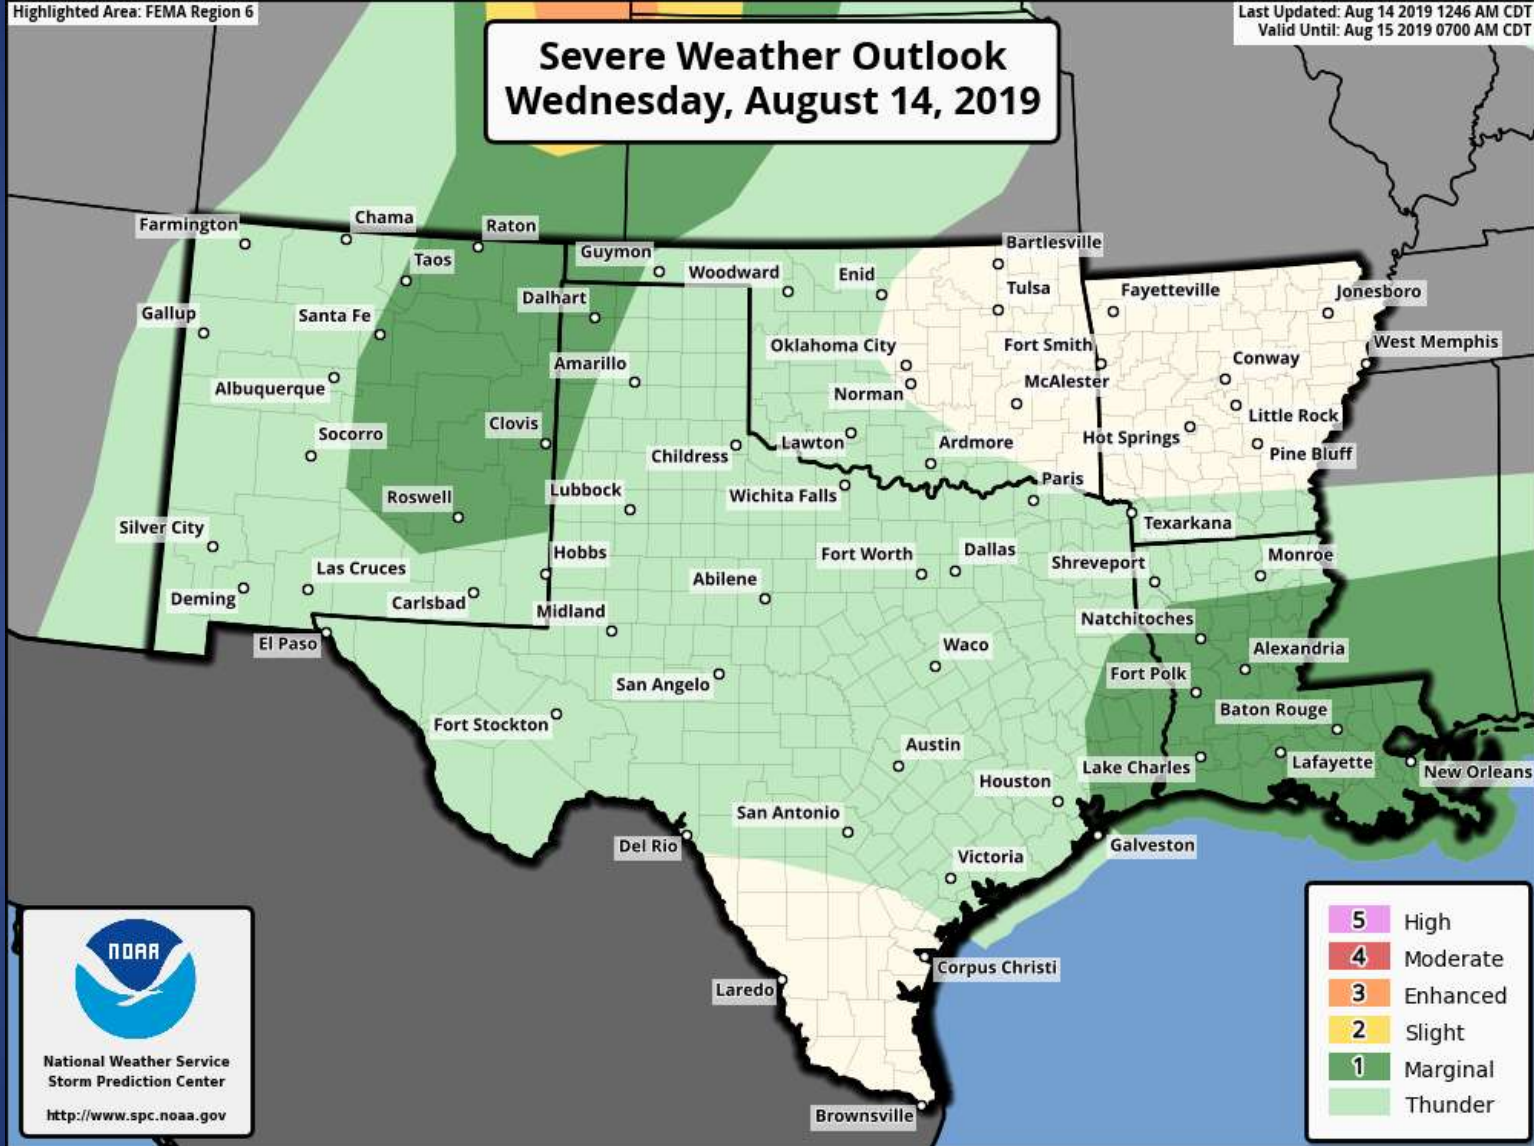 Highlighted Area: FEMA Region 6
Last Updated: Aug 14 2019 1246 AM CDT
Valid Until: Aug 15 2019 0700 AM CDT
Severe Weather Outlook
Wednesday, August 14, 2019
Farmington
Chama
Raton
Taos
Guymon
Woodward
Enid
Bartlesville
Tulsa
Fayetteville
Jonesboro
Gallup
Santa Fe
Dalhart
Oklahoma City
Fort Smith
West Memphis
Albuquerque
Amarillo
Norman
McAlester
Conway
Little Rock
Socorro
Clovis
Childress
Lawton
Ardmore
Hot Springs
Pine Bluff
Roswell
Lubbock
Wichita Falls
Paris
Texarkana
Silver City
Las Cruces
Hobbs
Fort Worth
Dallas
Shreveport
Monroe
Deming
Carlsbad
Midland
Abilene
Natchitoches
El Paso
San Angelo
Waco
Fort Polk
Alexandria
Fort Stockton
Baton Rouge
Austin
Houston
Lake Charles
Lafayette
New Orleans
San Antonio
Del Rio
Victoria
Galveston
Corpus Christi
Laredo
Brownsville
NOAA
National Weather Service
Storm Prediction Center
http://www.spc.noaa.gov
5 High
4 Moderate
3 Enhanced
2 Slight
1 Marginal
Thunder